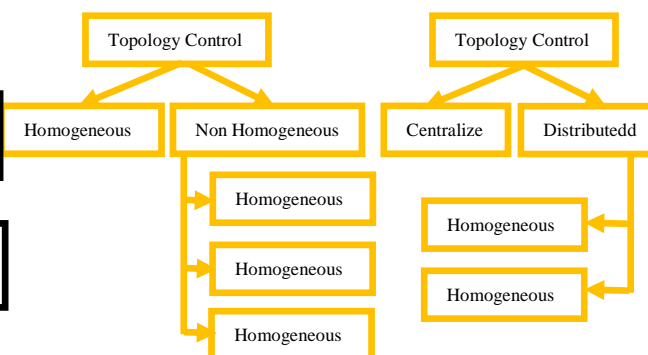 Topology Control
Homogeneous
Non Homogeneous
Homogeneous
Homogeneous
Homogeneous
Topology Control
Centralize
Distributedd
Homogeneous
Homogeneous